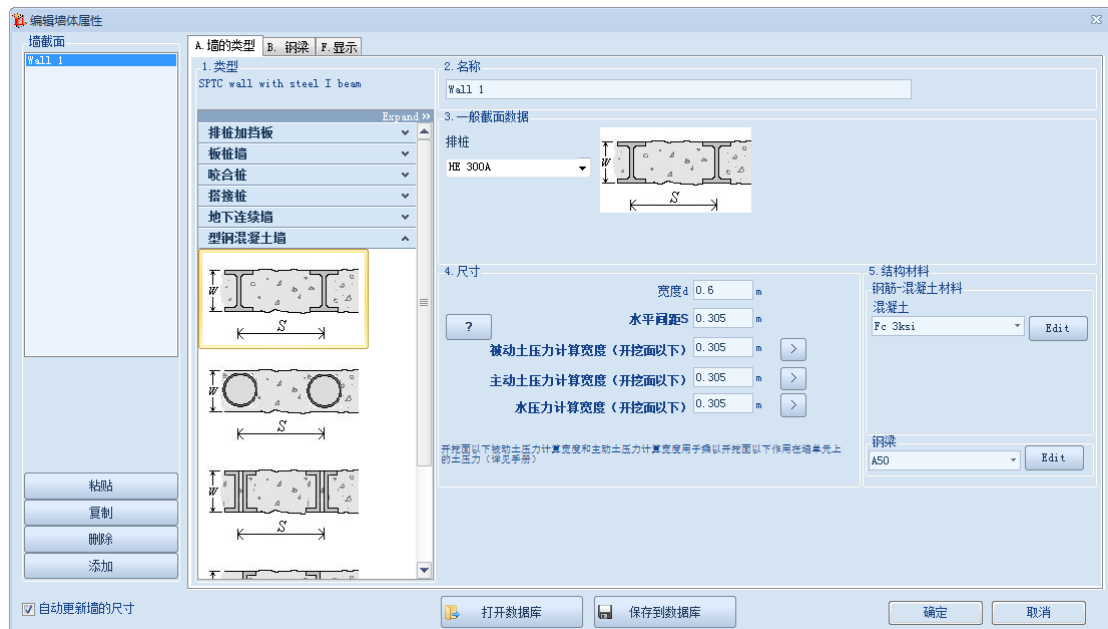 编辑墙体属性
墙截面
Wall 1
粘贴
复制
删除
添加
自动更新墙的尺寸
A.墙的类型
B. 钢梁
F.显示
1.类型
SPTC wall with steel I beam
Expand »
排桩加挡板
板桩墙
咬合桩
搭接桩
地下连续墙
型钢混凝土墙
W
S
W
S
W
S
2.名称
Wall 1
3.一般截面数据
排桩
HE 300A
W
S
4.尺寸
宽度d 0.6 m
水平间距S 0.305 m
?
被动土压力计算宽度（开挖面以下） 0.305 m >
主动土压力计算宽度（开挖面以下） 0.305 m >
水压力计算宽度（开挖面以下） 0.305 m >
开挖面以下被动土压力计算宽度和主动土压力计算宽度用于乘以开挖面以下作用在墙单元上
的土压力（详见手册）
5.结构材料
钢筋-混凝土材料
混凝土
Fc 3ksi
Edit
钢梁
A50
Edit
打开数据库
保存到数据库
确定
取消